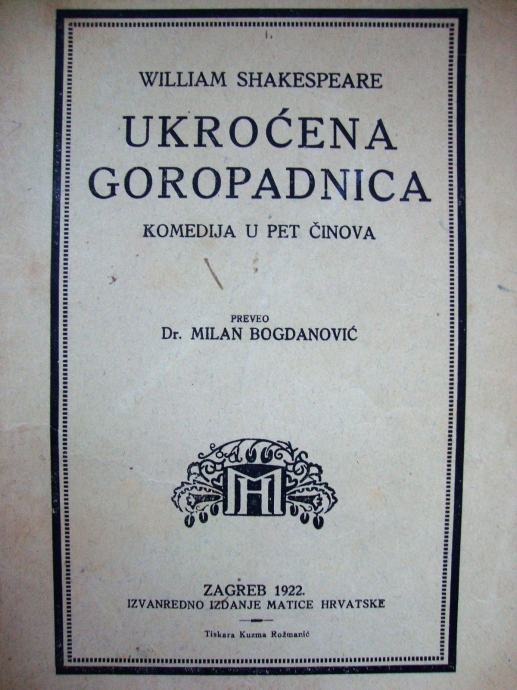 WILLIAM SHAKESPEARE
UKROĆENA
GOROPADNICA
KOMEDIJA U PET ČINOVA
PREVEO
Dr. MILAN BOGDANOVIĆ
MH
ZAGREB 1922.
IZVANREDNO IZDANJE MATICE HRVATSKE
Tiskara Kuzma Rožmanić